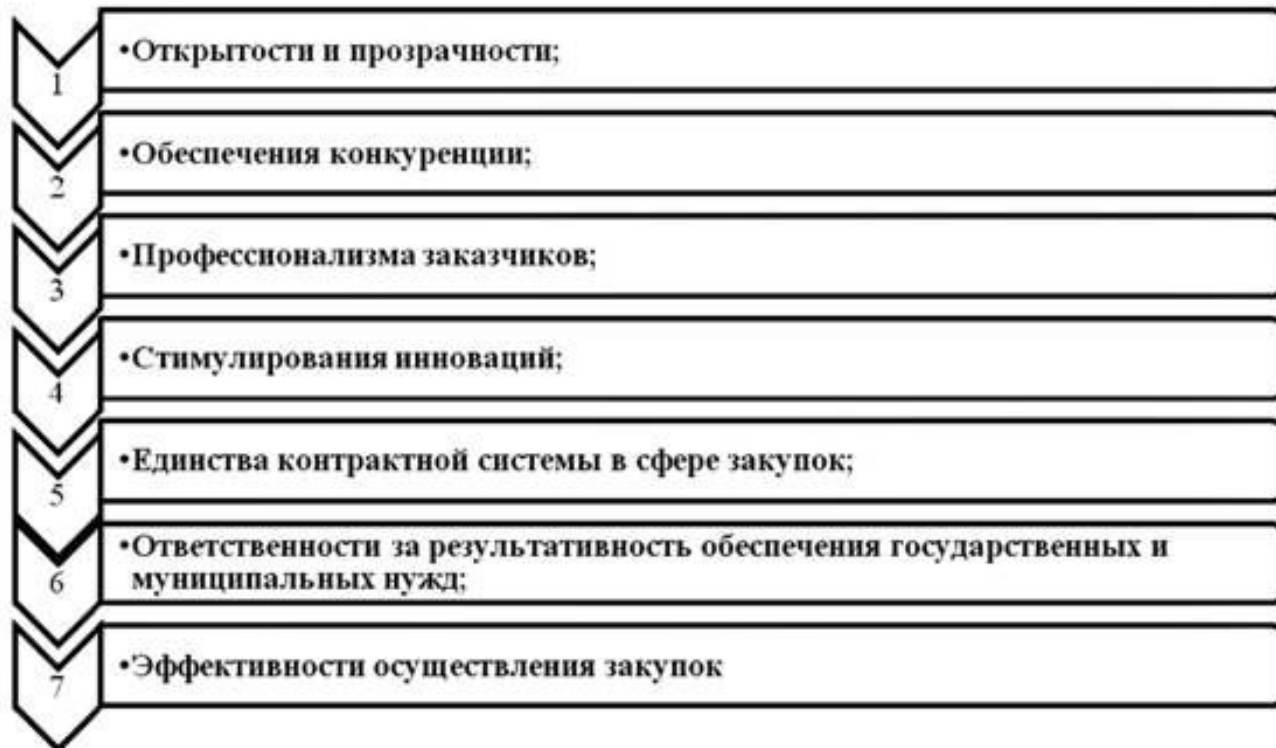 1
•Открытости и прозрачности;
2
•Обеспечения конкуренции;
3
•Профессионализма заказчиков;
4
•Стимулирования инноваций;
5
•Единства контрактной системы в сфере закупок;
6
•Ответственности за результативность обеспечения государственных и
муниципальных нужд;
7
•Эффективности осуществления закупок